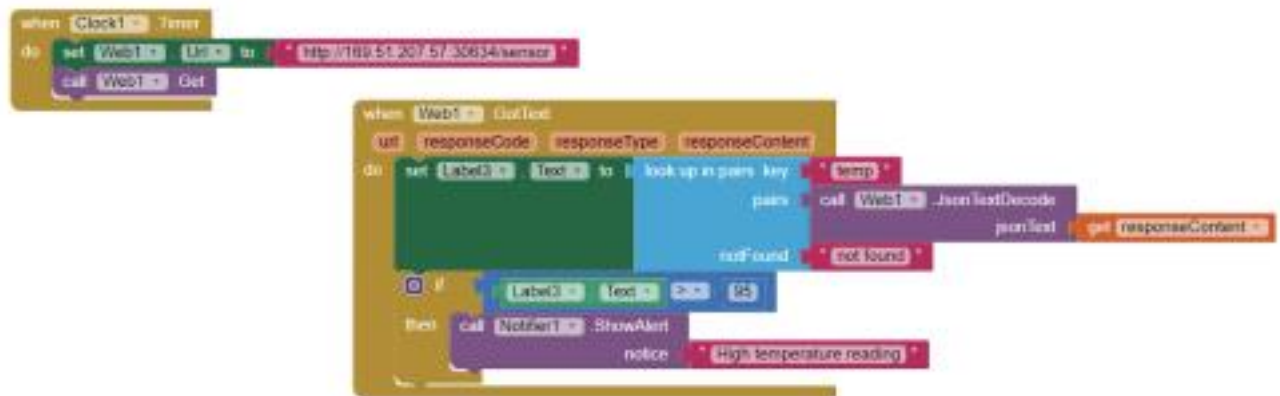 when Clock1 .Timer
do set Web1 . Url to " http://169.51.207.57:30634/sensor "
call Web1 .Get
when Web1 .GotText
url responseCode responseType responseContent
do set Label3 . Text to look up in pairs key " temp "
pairs call Web1 .JsonTextDecode
jsonText get responseContent
notFound " not found "
if Label3 . Text > 95
then call Notifier1 .ShowAlert
notice " High temperature reading "